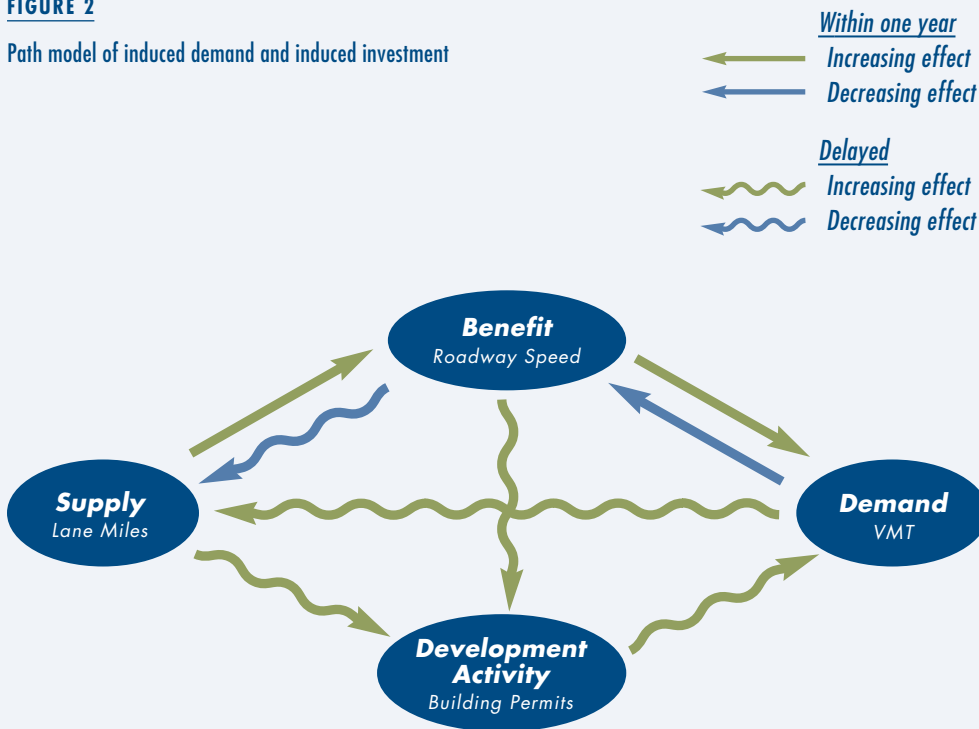 FIGURE 2
Path model of induced demand and induced investment
Within one year
Increasing effect
Decreasing effect
Delayed
Increasing effect
Decreasing effect
Benefit
Roadway Speed
Supply
Lane Miles
Demand
VMT
Development
Activity
Building Permits